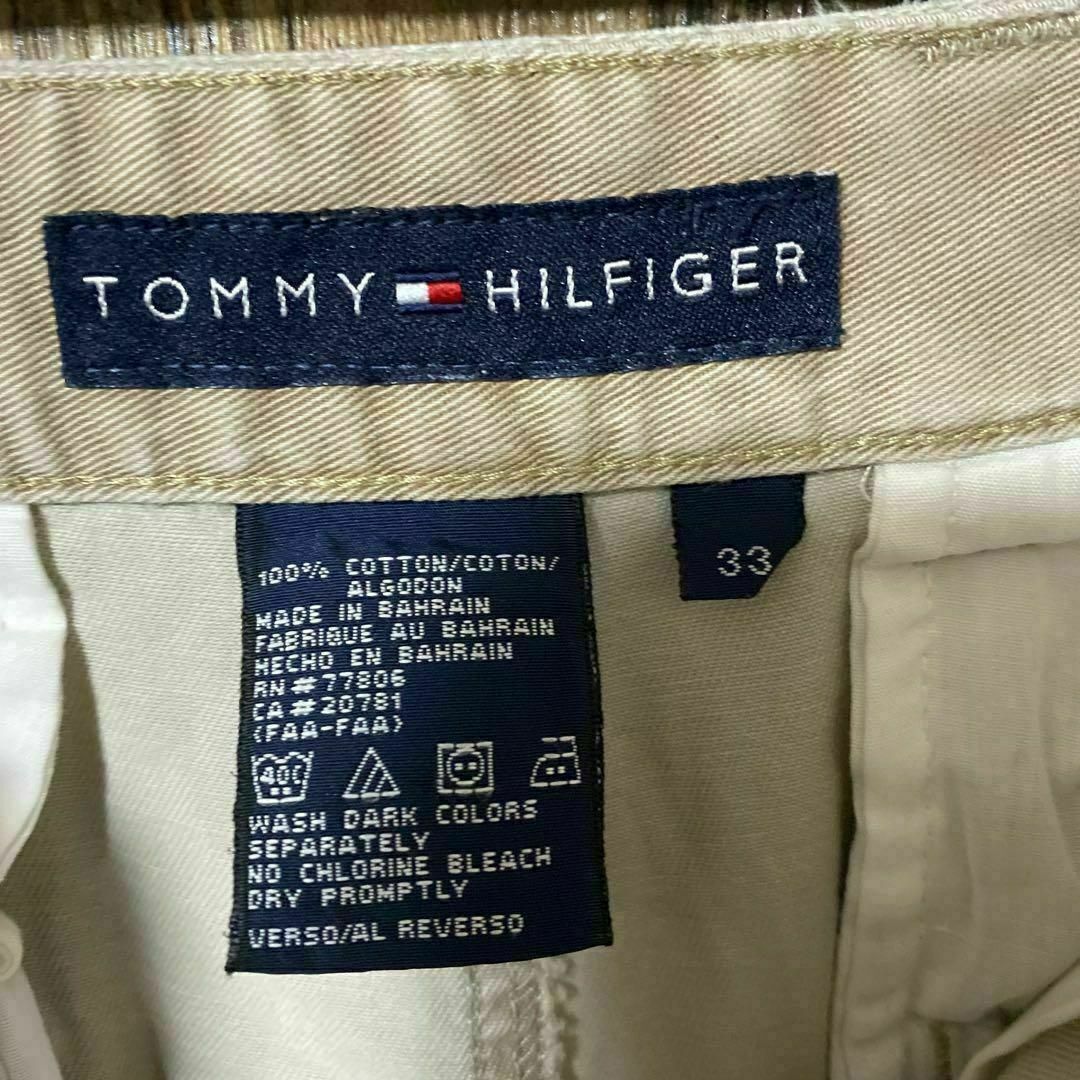 TOMMY HILFIGER
33
100% COTTON/COTON/
ALGODON
MADE IN BAHRAIN
FABRIQUE AU BAHRAIN
HECHO EN BAHRAIN
RN#77806
CA#20781
(FAA-FAA)
40C
WASH DARK COLORS
SEPARATELY
NO CHLORINE BLEACH
DRY PROMPTLY
VERSO/AL REVERSO